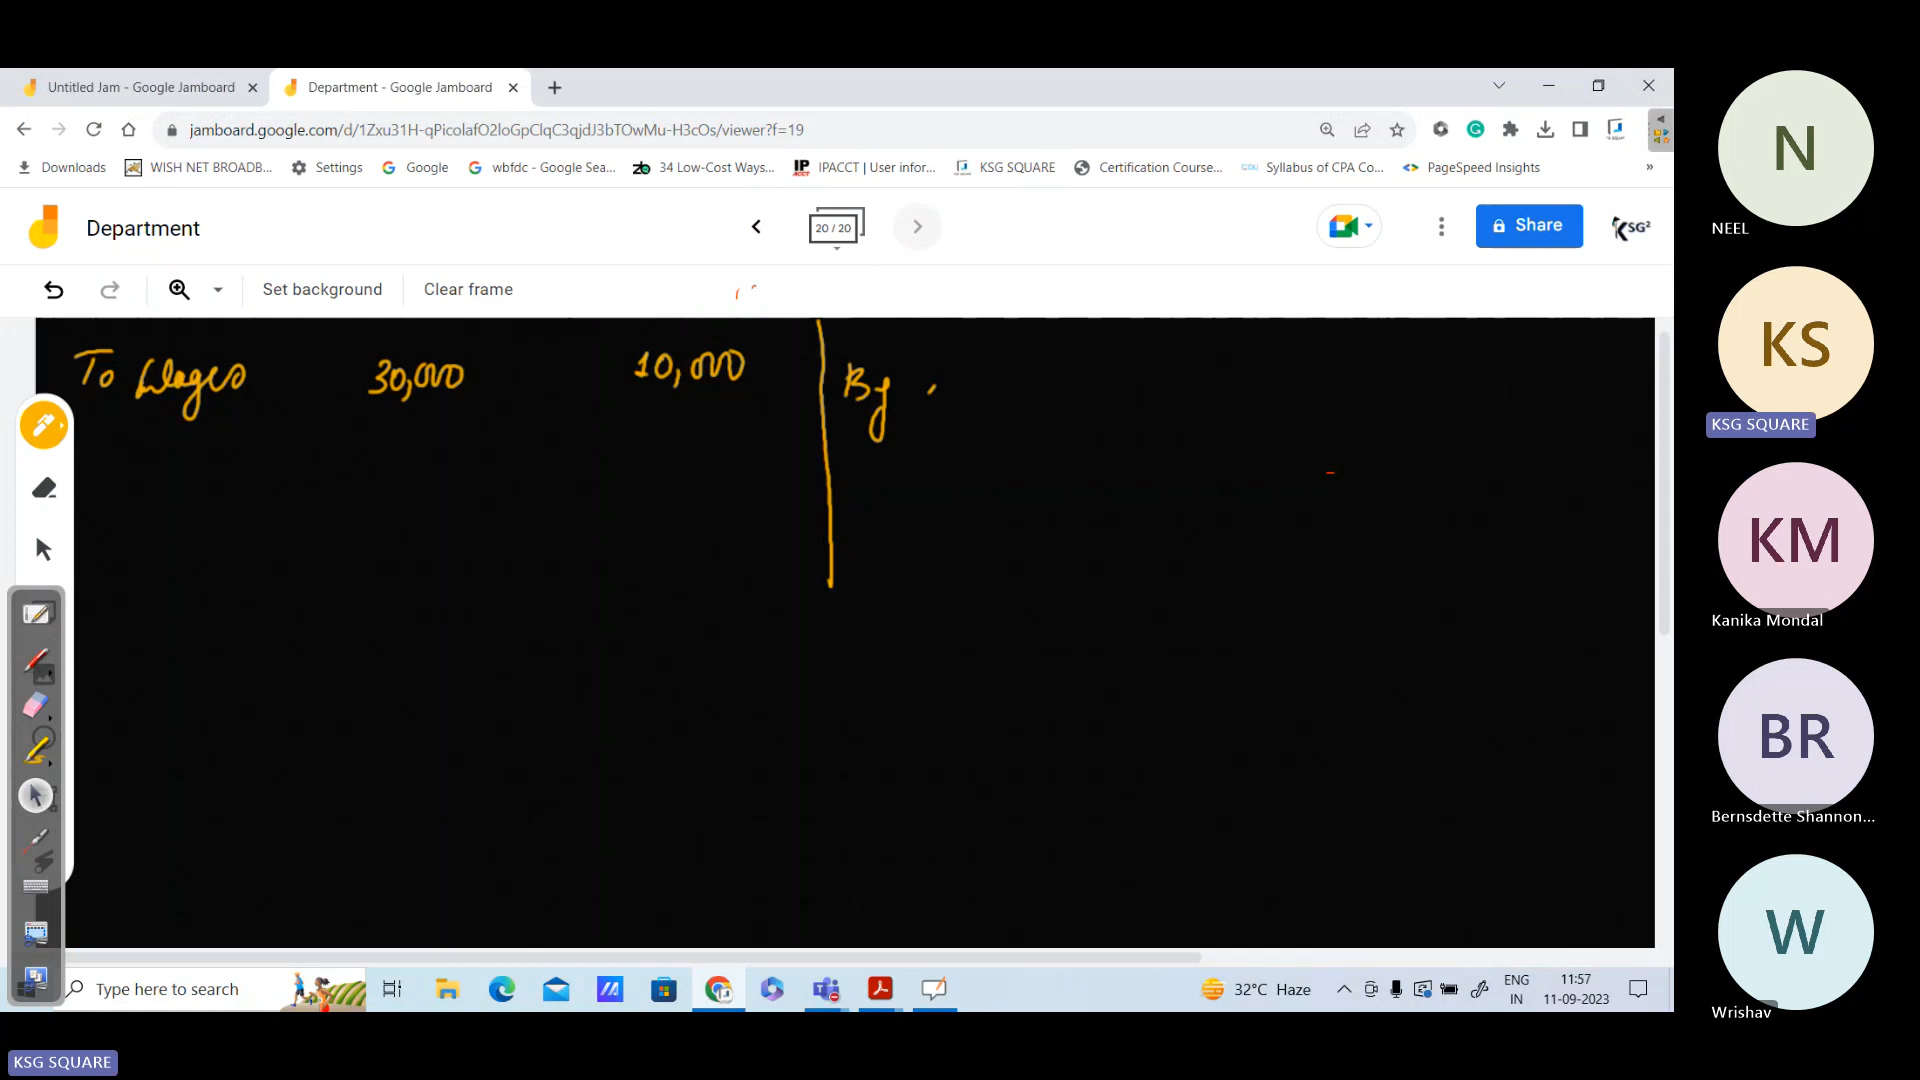 Untitled Jam - Google Jamboard
Department - Google Jamboard
jamboard.google.com/d/1Zxu31H-qPicolafO2loGpClqC3qjdJ3bTOwMu-H3cOs/viewer?f=19
Downloads WISH NET BROADB... Settings Google wbfdc - Google Sea... 34 Low-Cost Ways... IPACCT | User infor... KSG SQUARE Certification Course... Syllabus of CPA Co... PageSpeed Insights »
Department
20 / 20
Share
KSG²
Set background Clear frame
To Wages 30,000 10,000 By
Type here to search
32°C Haze
ENG
IN
11:57
11-09-2023
N
NEEL
KS
KSG SQUARE
KM
Kanika Mondal
BR
Bernsdette Shannon...
W
Wrishav
KSG SQUARE